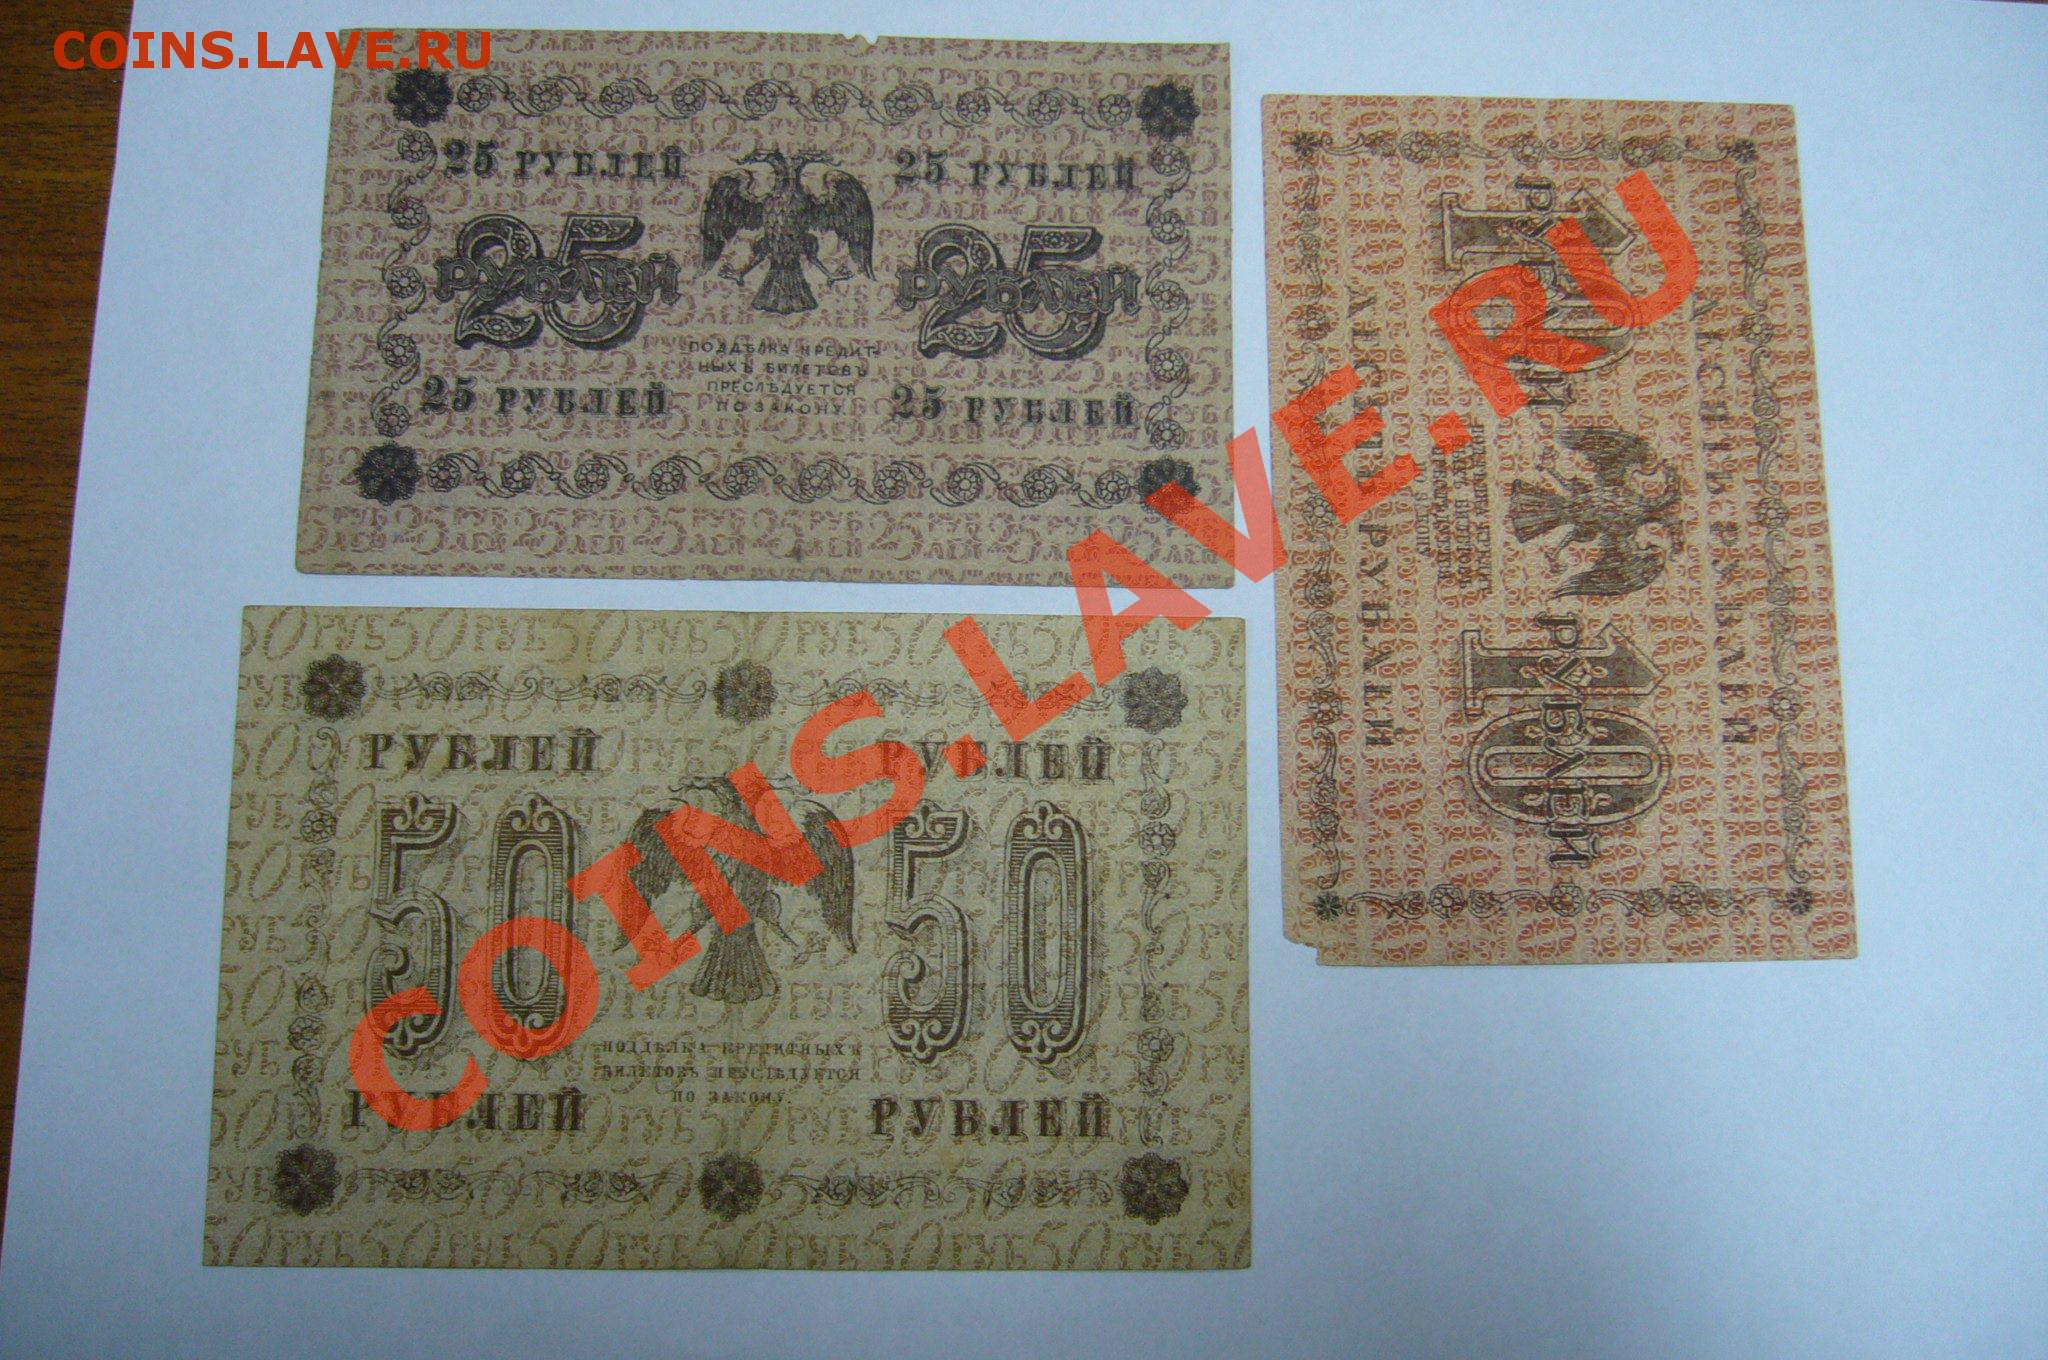 COINS.LAVE.RU
25 РУБЛЕЙ 25 РУБЛЕЙ
25 РУБЛЕЙ 25 РУБЛЕЙ
ПОДДѢЛКА КРЕДИТ-
НЫХЪ БИЛЕТОВЪ
ПРЕСЛѢДУЕТСЯ
ПО ЗАКОНУ.
25 РУБЛЕЙ 25 РУБЛЕЙ
РУБЛЕЙ РУБЛЕЙ
50 50
ПОДДѢЛКА КРЕДИТНЫХЪ
БИЛЕТОВЪ ПРЕСЛѢДУЕТСЯ
ПО ЗАКОНУ.
РУБЛЕЙ РУБЛЕЙ
ДЕСЯТЬ РУБЛЕЙ
10 РУБЛЕЙ 10 РУБЛЕЙ
ДЕСЯТЬ РУБЛЕЙ
COINS.LAVE.RU